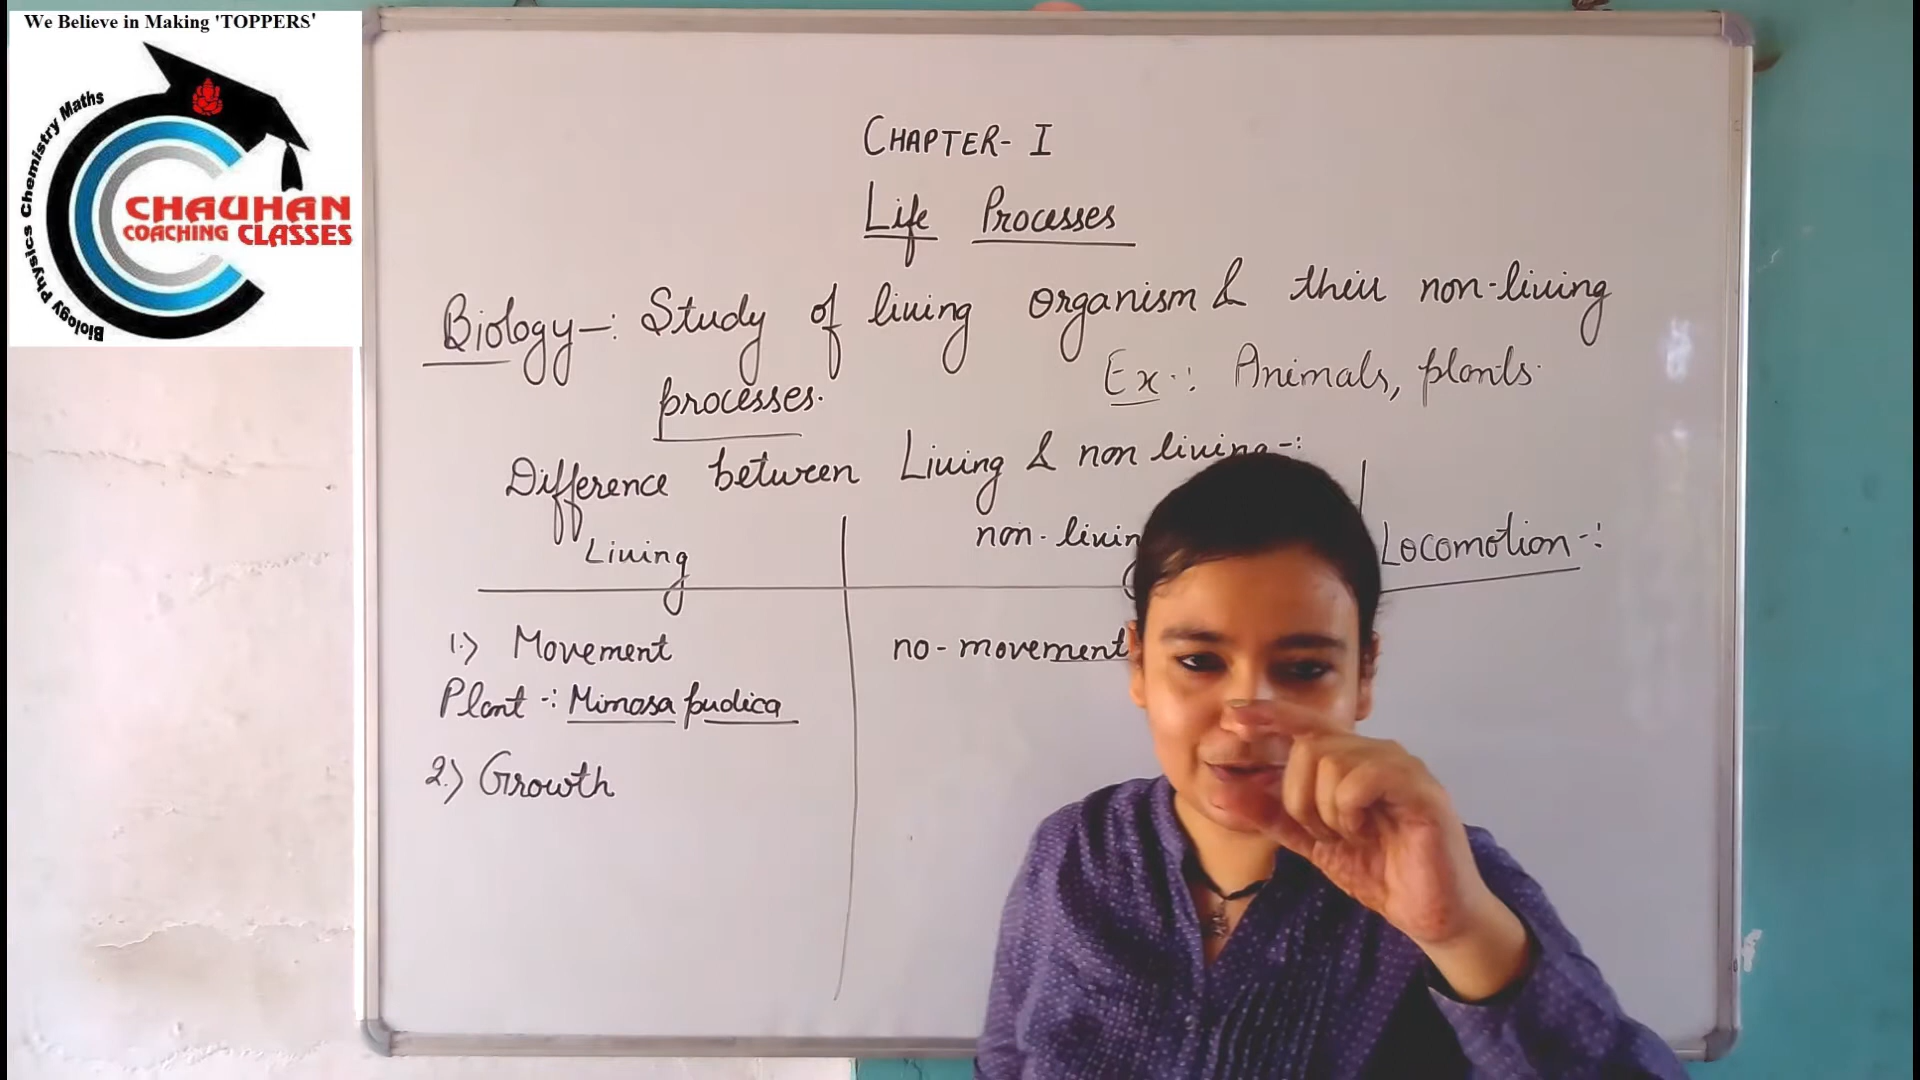 We Believe in Making 'TOPPERS'
Biology Physics Chemistry Maths
CHAUHAN
COACHING CLASSES
CHAPTER- I
Life Processes
Biology-: Study of living organism & their non-living
processes.
Ex-: Animals, plants.
Difference between Living & non living-:
Living
non-living
Locomotion-:
1.) Movement
no-movement
Plant-: Mimosa pudica
2.) Growth